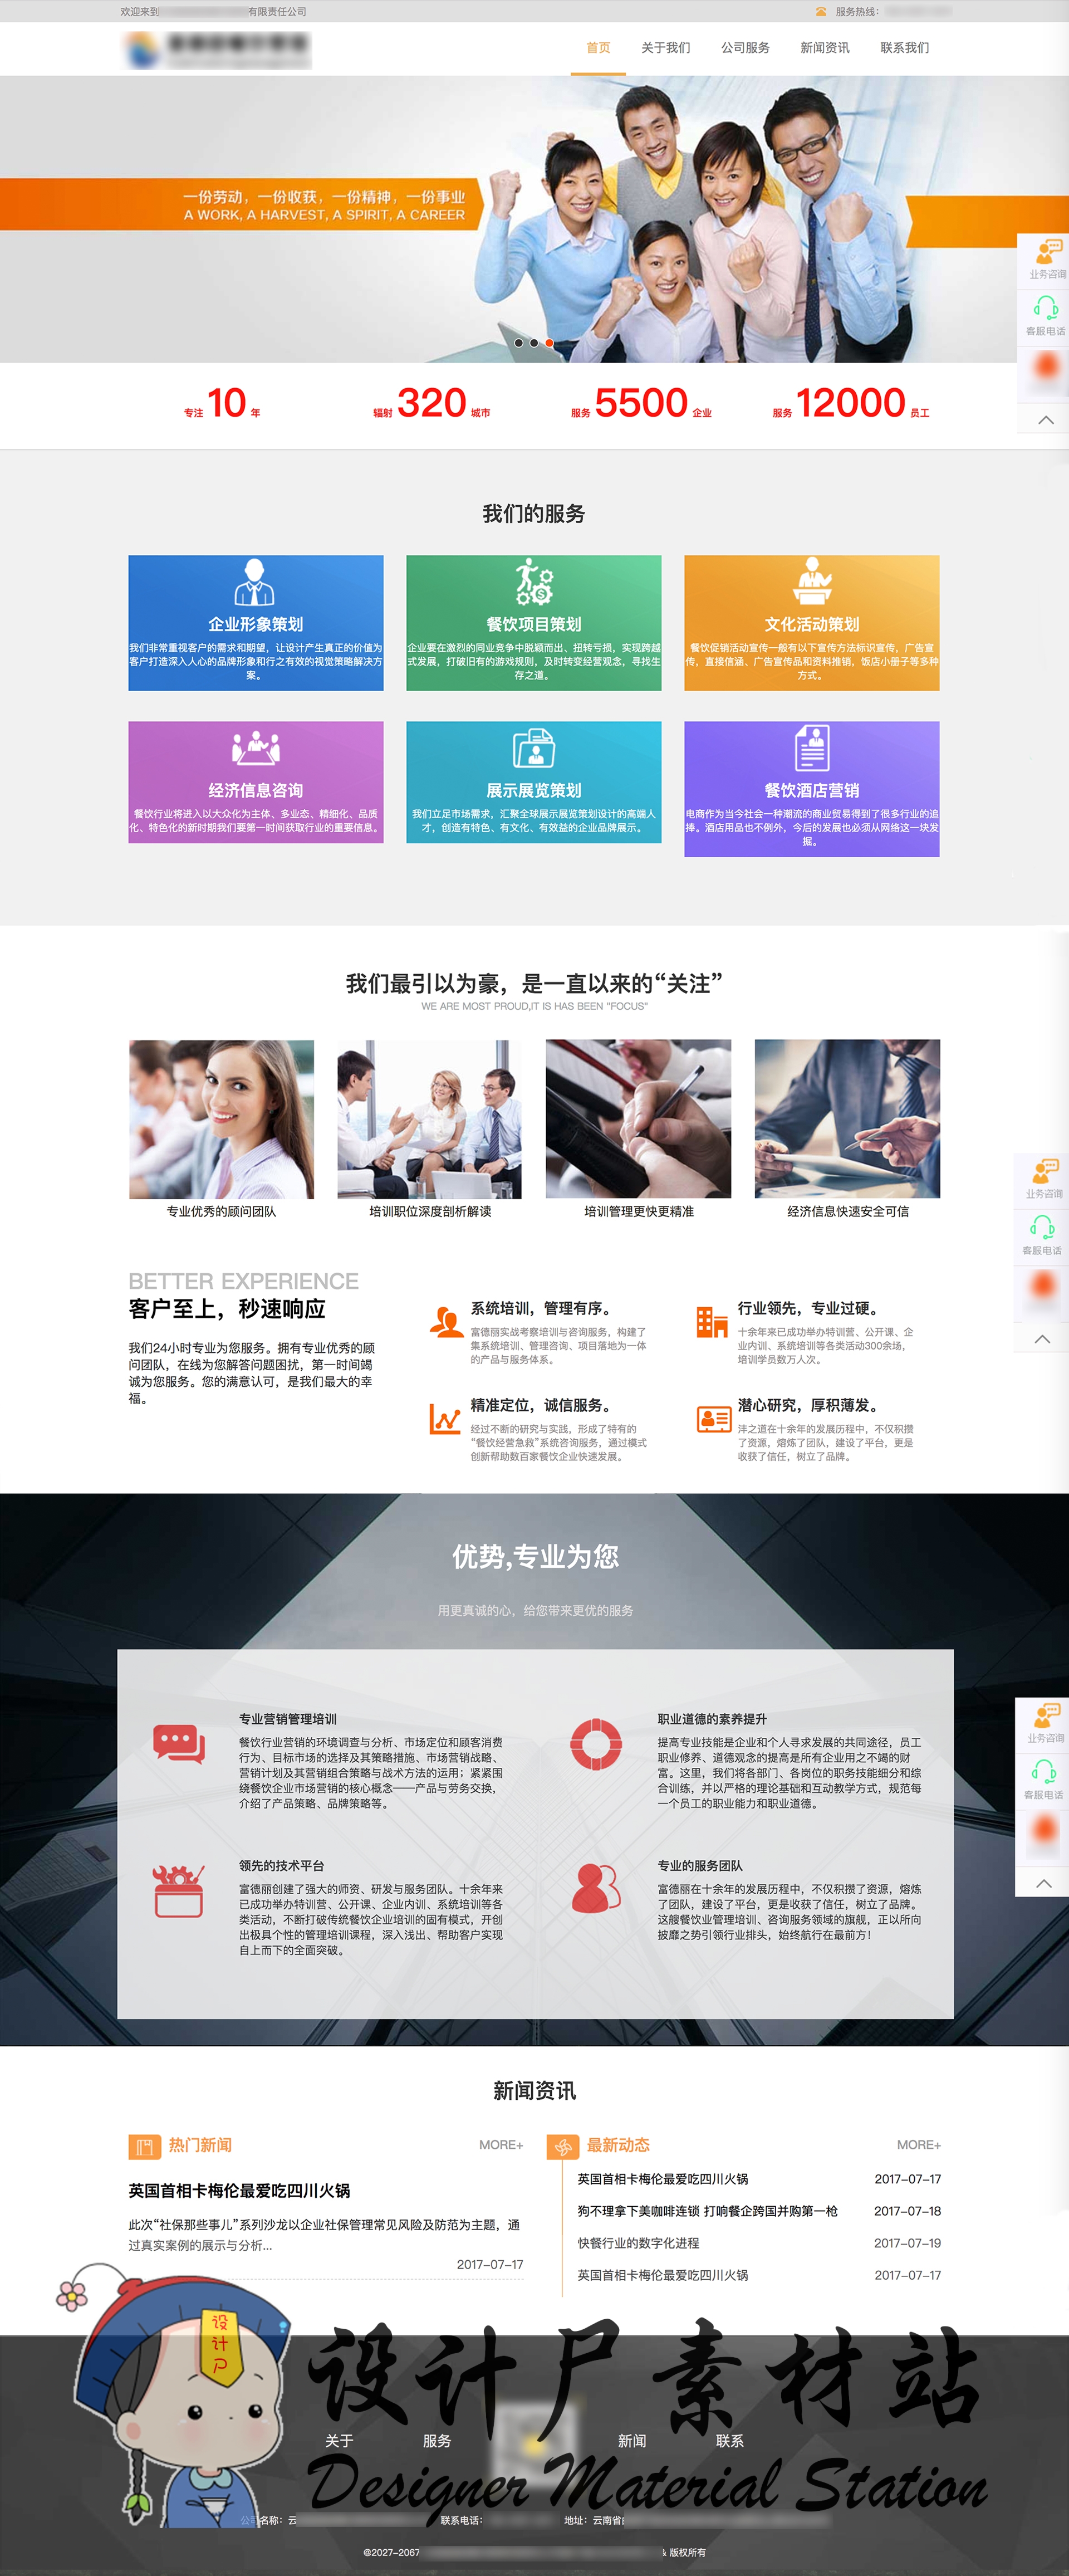 欢迎来到
有限责任公司
服务热线：
首页
关于我们
公司服务
新闻资讯
联系我们
一份劳动，一份收获，一份精神，一份事业
A WORK, A HARVEST, A SPIRIT, A CAREER
业务咨询
客服电话
专注 10 年
辐射 320 城市
服务 5500 企业
服务 12000 员工
我们的服务
企业形象策划
我们非常重视客户的需求和期望，让设计产生真正的价值为
客户打造深入人心的品牌形象和行之有效的视觉策略解决方
案。
餐饮项目策划
企业要在激烈的同业竞争中脱颖而出、扭转亏损，实现跨越
式发展，打破旧有的游戏规则，及时转变经营观念，寻找生
存之道。
文化活动策划
餐饮促销活动宣传一般有以下宣传方法标识宣传，广告宣
传，直接信函、广告宣传品和资料推销，饭店小册子等多种
方式。
经济信息咨询
餐饮行业将进入以大众化为主体、多业态、精细化、品质
化、特色化的新时期我们要第一时间获取行业的重要信息。
展示展览策划
我们立足市场需求，汇聚全球展示展览策划设计的高端人
才，创造有特色、有文化、有效益的企业品牌展示。
餐饮酒店营销
电商作为当今社会一种潮流的商业贸易得到了很多行业的追
捧。酒店用品也不例外，今后的发展也必须从网络这一块发
掘。
我们最引以为豪，是一直以来的“关注”
WE ARE MOST PROUD,IT IS HAS BEEN "FOCUS"
专业优秀的顾问团队
培训职位深度剖析解读
培训管理更快更精准
经济信息快速安全可信
业务咨询
客服电话
BETTER EXPERIENCE
客户至上，秒速响应
我们24小时专业为您服务。拥有专业优秀的顾
问团队，在线为您解答问题困扰，第一时间竭
诚为您服务。您的满意认可，是我们最大的幸
福。
系统培训，管理有序。
富德丽实战考察培训与咨询服务，构建了
集系统培训、管理咨询、项目落地为一体
的产品与服务体系。
行业领先，专业过硬。
十余年来已成功举办特训营、公开课、企
业内训、系统培训等各类活动300余场，
培训学员数万人次。
精准定位，诚信服务。
经过不断的研究与实践，形成了特有的
“餐饮经营急救”系统咨询服务，通过模式
创新帮助数百家餐饮企业快速发展。
潜心研究，厚积薄发。
沣之道在十余年的发展历程中，不仅积攒
了资源，熔炼了团队，建设了平台，更是
收获了信任，树立了品牌。
优势,专业为您
用更真诚的心，给您带来更优的服务
专业营销管理培训
餐饮行业营销的环境调查与分析、市场定位和顾客消费
行为、目标市场的选择及其策略措施、市场营销战略、
营销计划及其营销组合策略与战术方法的运用；紧紧围
绕餐饮企业市场营销的核心概念——产品与劳务交换，
介绍了产品策略、品牌策略等。
职业道德的素养提升
提高专业技能是企业和个人寻求发展的共同途径，员工
职业修养、道德观念的提高是所有企业用之不竭的财
富。这里，我们将各部门、各岗位的职务技能细分和综
合训练，并以严格的理论基础和互动教学方式，规范每
一个员工的职业能力和职业道德。
业务咨询
客服电话
领先的技术平台
富德丽创建了强大的师资、研发与服务团队。十余年来
已成功举办特训营、公开课、企业内训、系统培训等各
类活动，不断打破传统餐饮企业培训的固有模式，开创
出极具个性的管理培训课程，深入浅出、帮助客户实现
自上而下的全面突破。
专业的服务团队
富德丽在十余年的发展历程中，不仅积攒了资源，熔炼
了团队，建设了平台，更是收获了信任，树立了品牌。
这艘餐饮业管理培训、咨询服务领域的旗舰，正以所向
披靡之势引领行业排头，始终航行在最前方！
新闻资讯
热门新闻
MORE+
英国首相卡梅伦最爱吃四川火锅
此次“社保那些事儿”系列沙龙以企业社保管理常见风险及防范为主题，通
过真实案例的展示与分析...
2017-07-17
最新动态
MORE+
英国首相卡梅伦最爱吃四川火锅 2017-07-17
狗不理拿下美咖啡连锁 打响餐企跨国并购第一枪 2017-07-18
快餐行业的数字化进程 2017-07-19
英国首相卡梅伦最爱吃四川火锅 2017-07-17
设计尸
设计尸素材站
关于
服务
新闻
联系
Designer Material Station
公司名称：云
联系电话：
地址：云南省
@2027-2067
版权所有